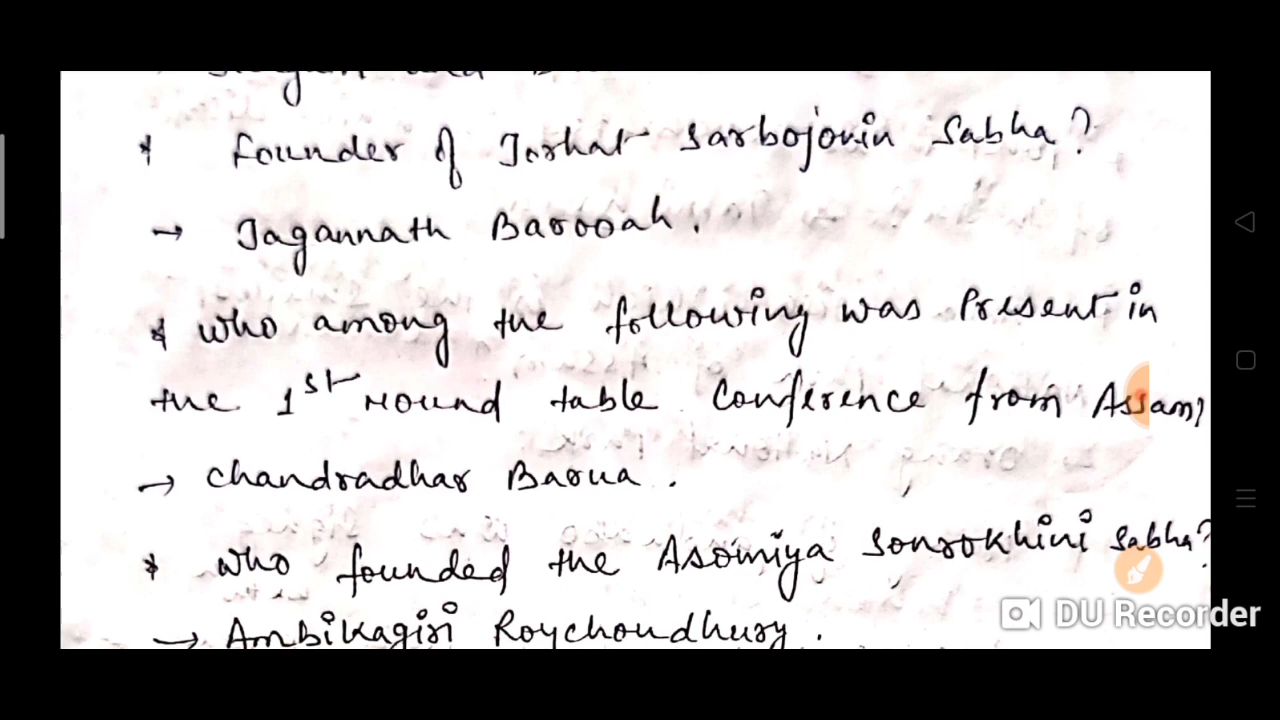 * Founder of Jorhat Sarbojonin Sabha?
→ Jagannath Barooah.
* Who among the following was Present in
the 1st round table Conference from Assam?
→ Chandradhar Barua.
* Who founded the Asomiya Sonrokhini Sabha?
→ Ambikagiri Roychoudhury.
DU Recorder